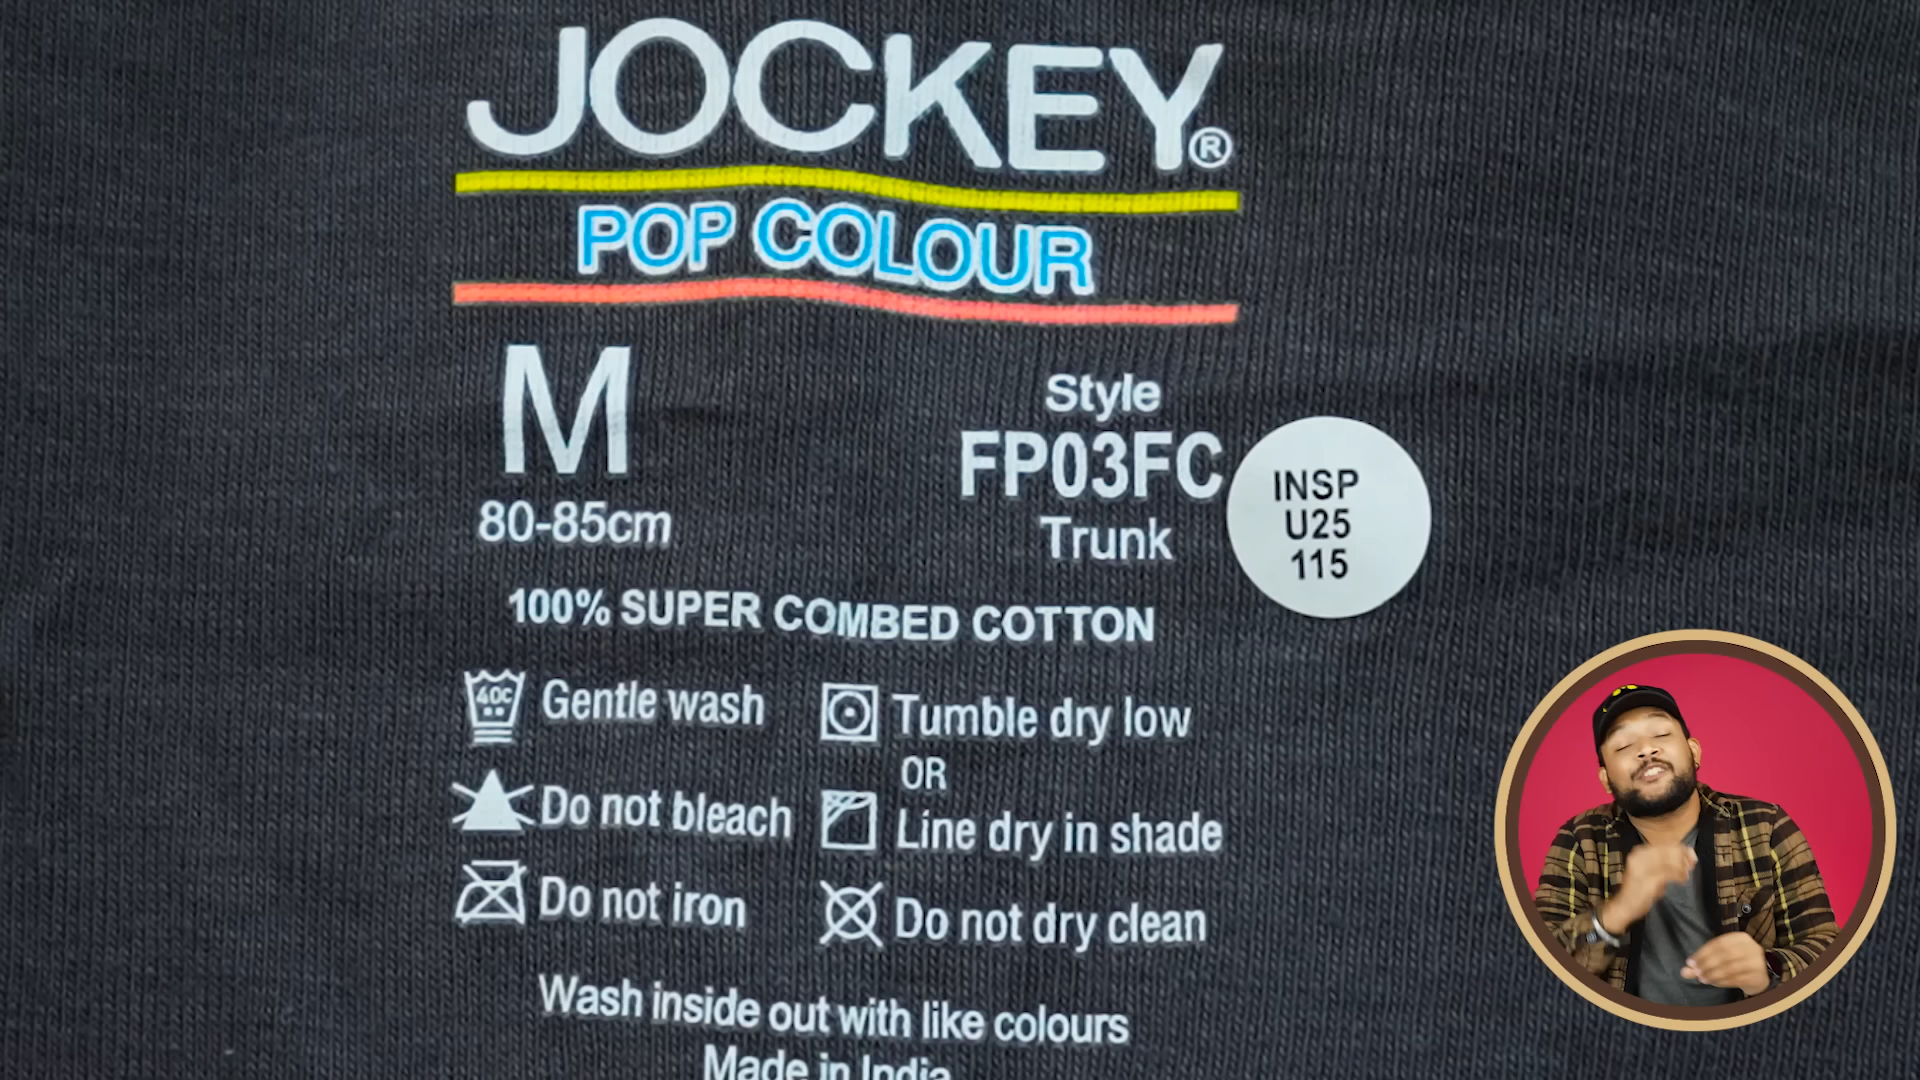 JOCKEY®
POP COLOUR
M
80-85cm
Style
FP03FC
Trunk
INSP
U25
115
100% SUPER COMBED COTTON
40C Gentle wash
Tumble dry low
OR
Do not bleach
Line dry in shade
Do not iron
Do not dry clean
Wash inside out with like colours
Made in India